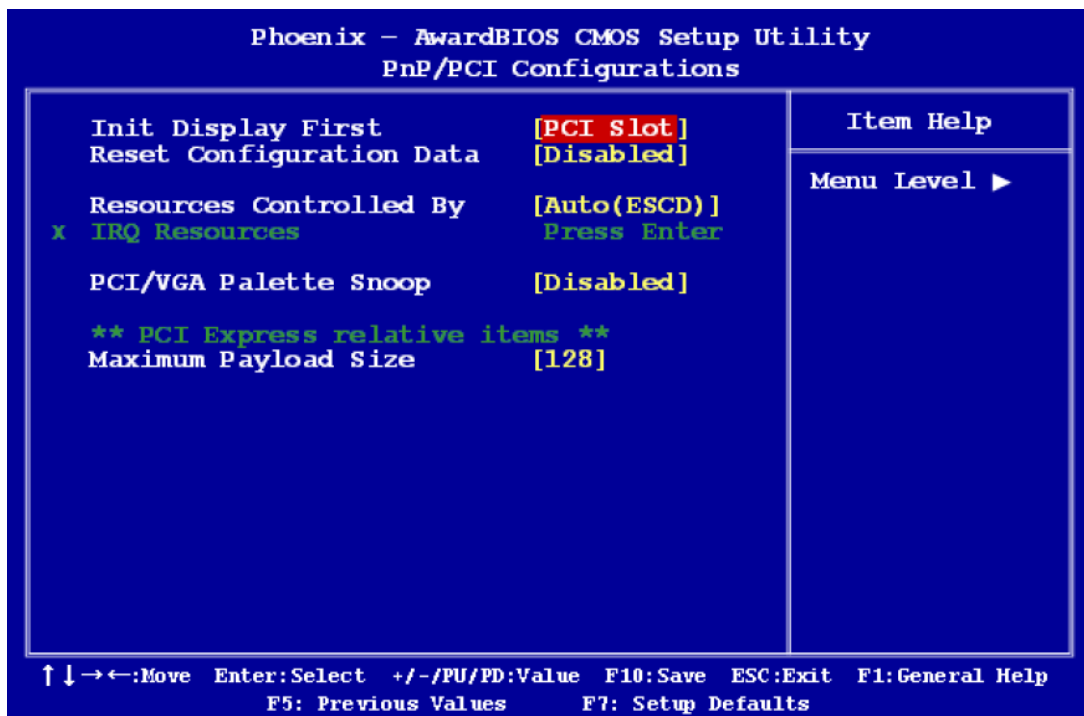 Phoenix – AwardBIOS CMOS Setup Utility
PnP/PCI Configurations
Init Display First [PCI Slot]
Reset Configuration Data [Disabled]
Resources Controlled By [Auto(ESCD)]
x IRQ Resources Press Enter
PCI/VGA Palette Snoop [Disabled]
** PCI Express relative items **
Maximum Payload Size [128]
Item Help
Menu Level ▶
↑↓→←:Move Enter:Select +/-/PU/PD:Value F10:Save ESC:Exit F1:General Help
F5: Previous Values F7: Setup Defaults